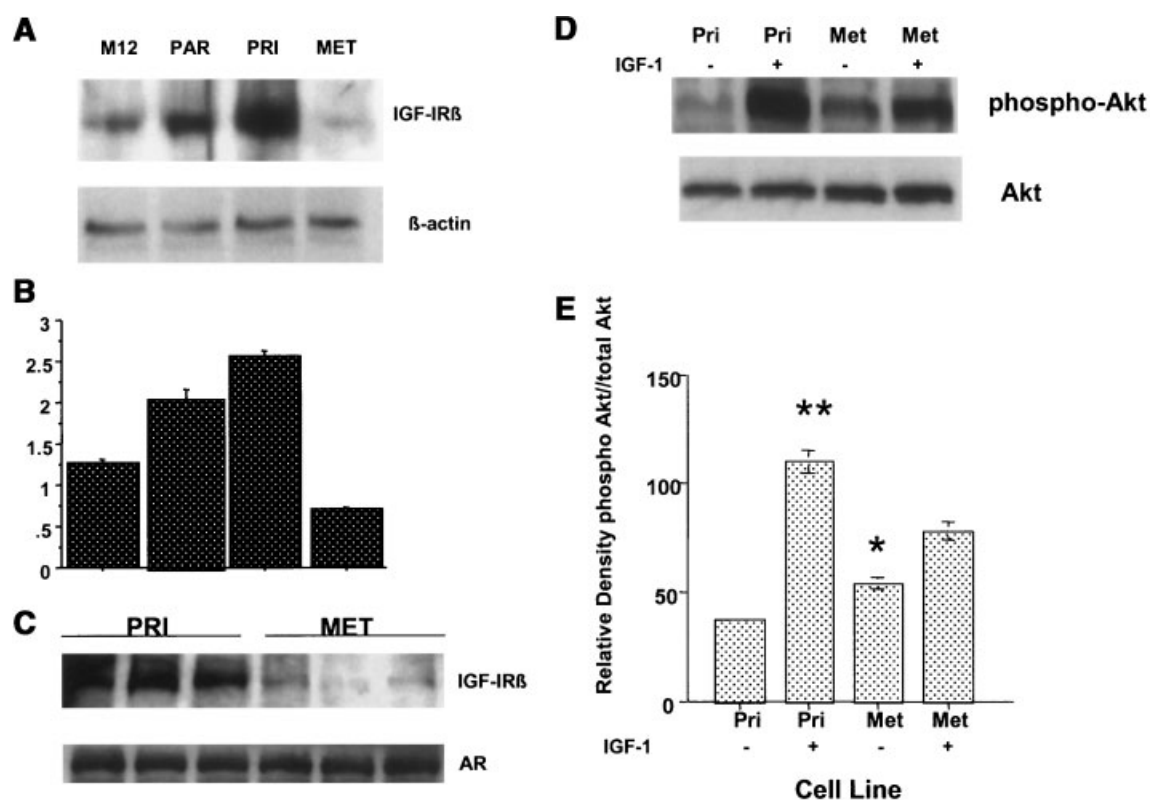 A
M12 PAR PRI MET
IGF-IRß
ß-actin
B
3
2.5
2
1.5
1
.5
0
C
PRI MET
IGF-IRß
AR
D
Pri Pri Met Met
IGF-1 - + - +
phospho-Akt
Akt
E
Relative Density phospho Akt//total Akt
150
**
100
*
50
0
Pri Pri Met Met
IGF-1 - + - +
Cell Line